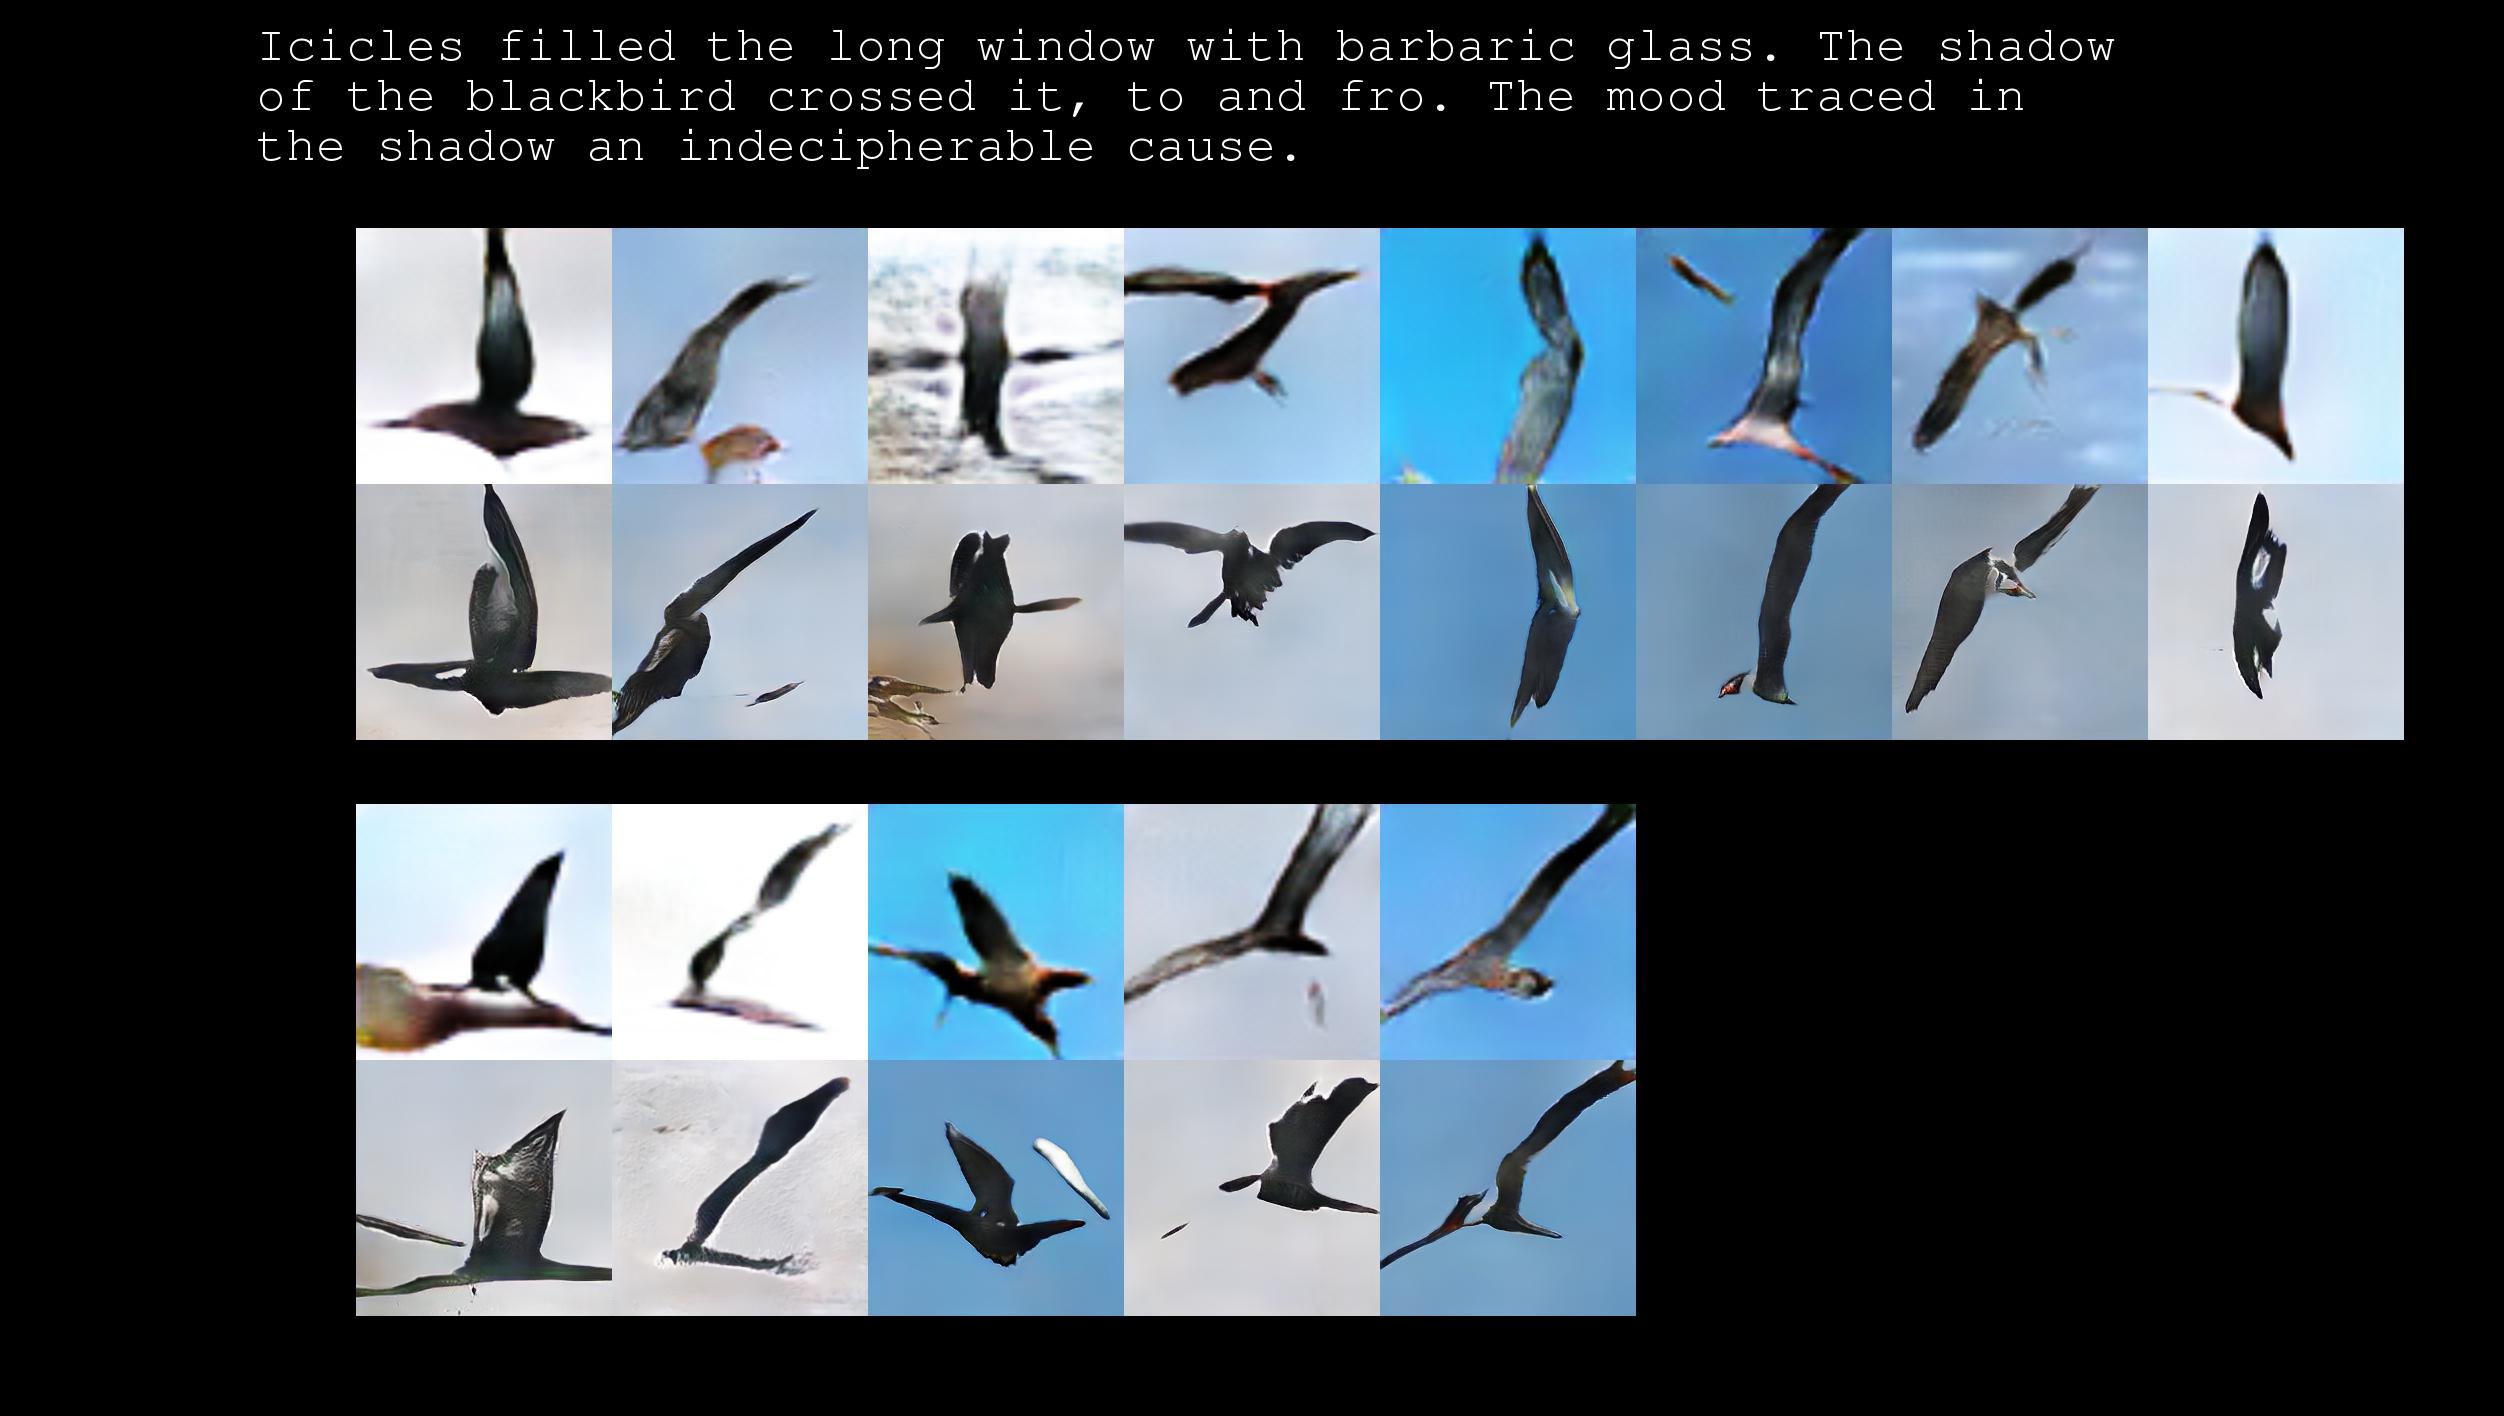 Icicles filled the long window with barbaric glass. The shadow
of the blackbird crossed it, to and fro. The mood traced in
the shadow an indecipherable cause.